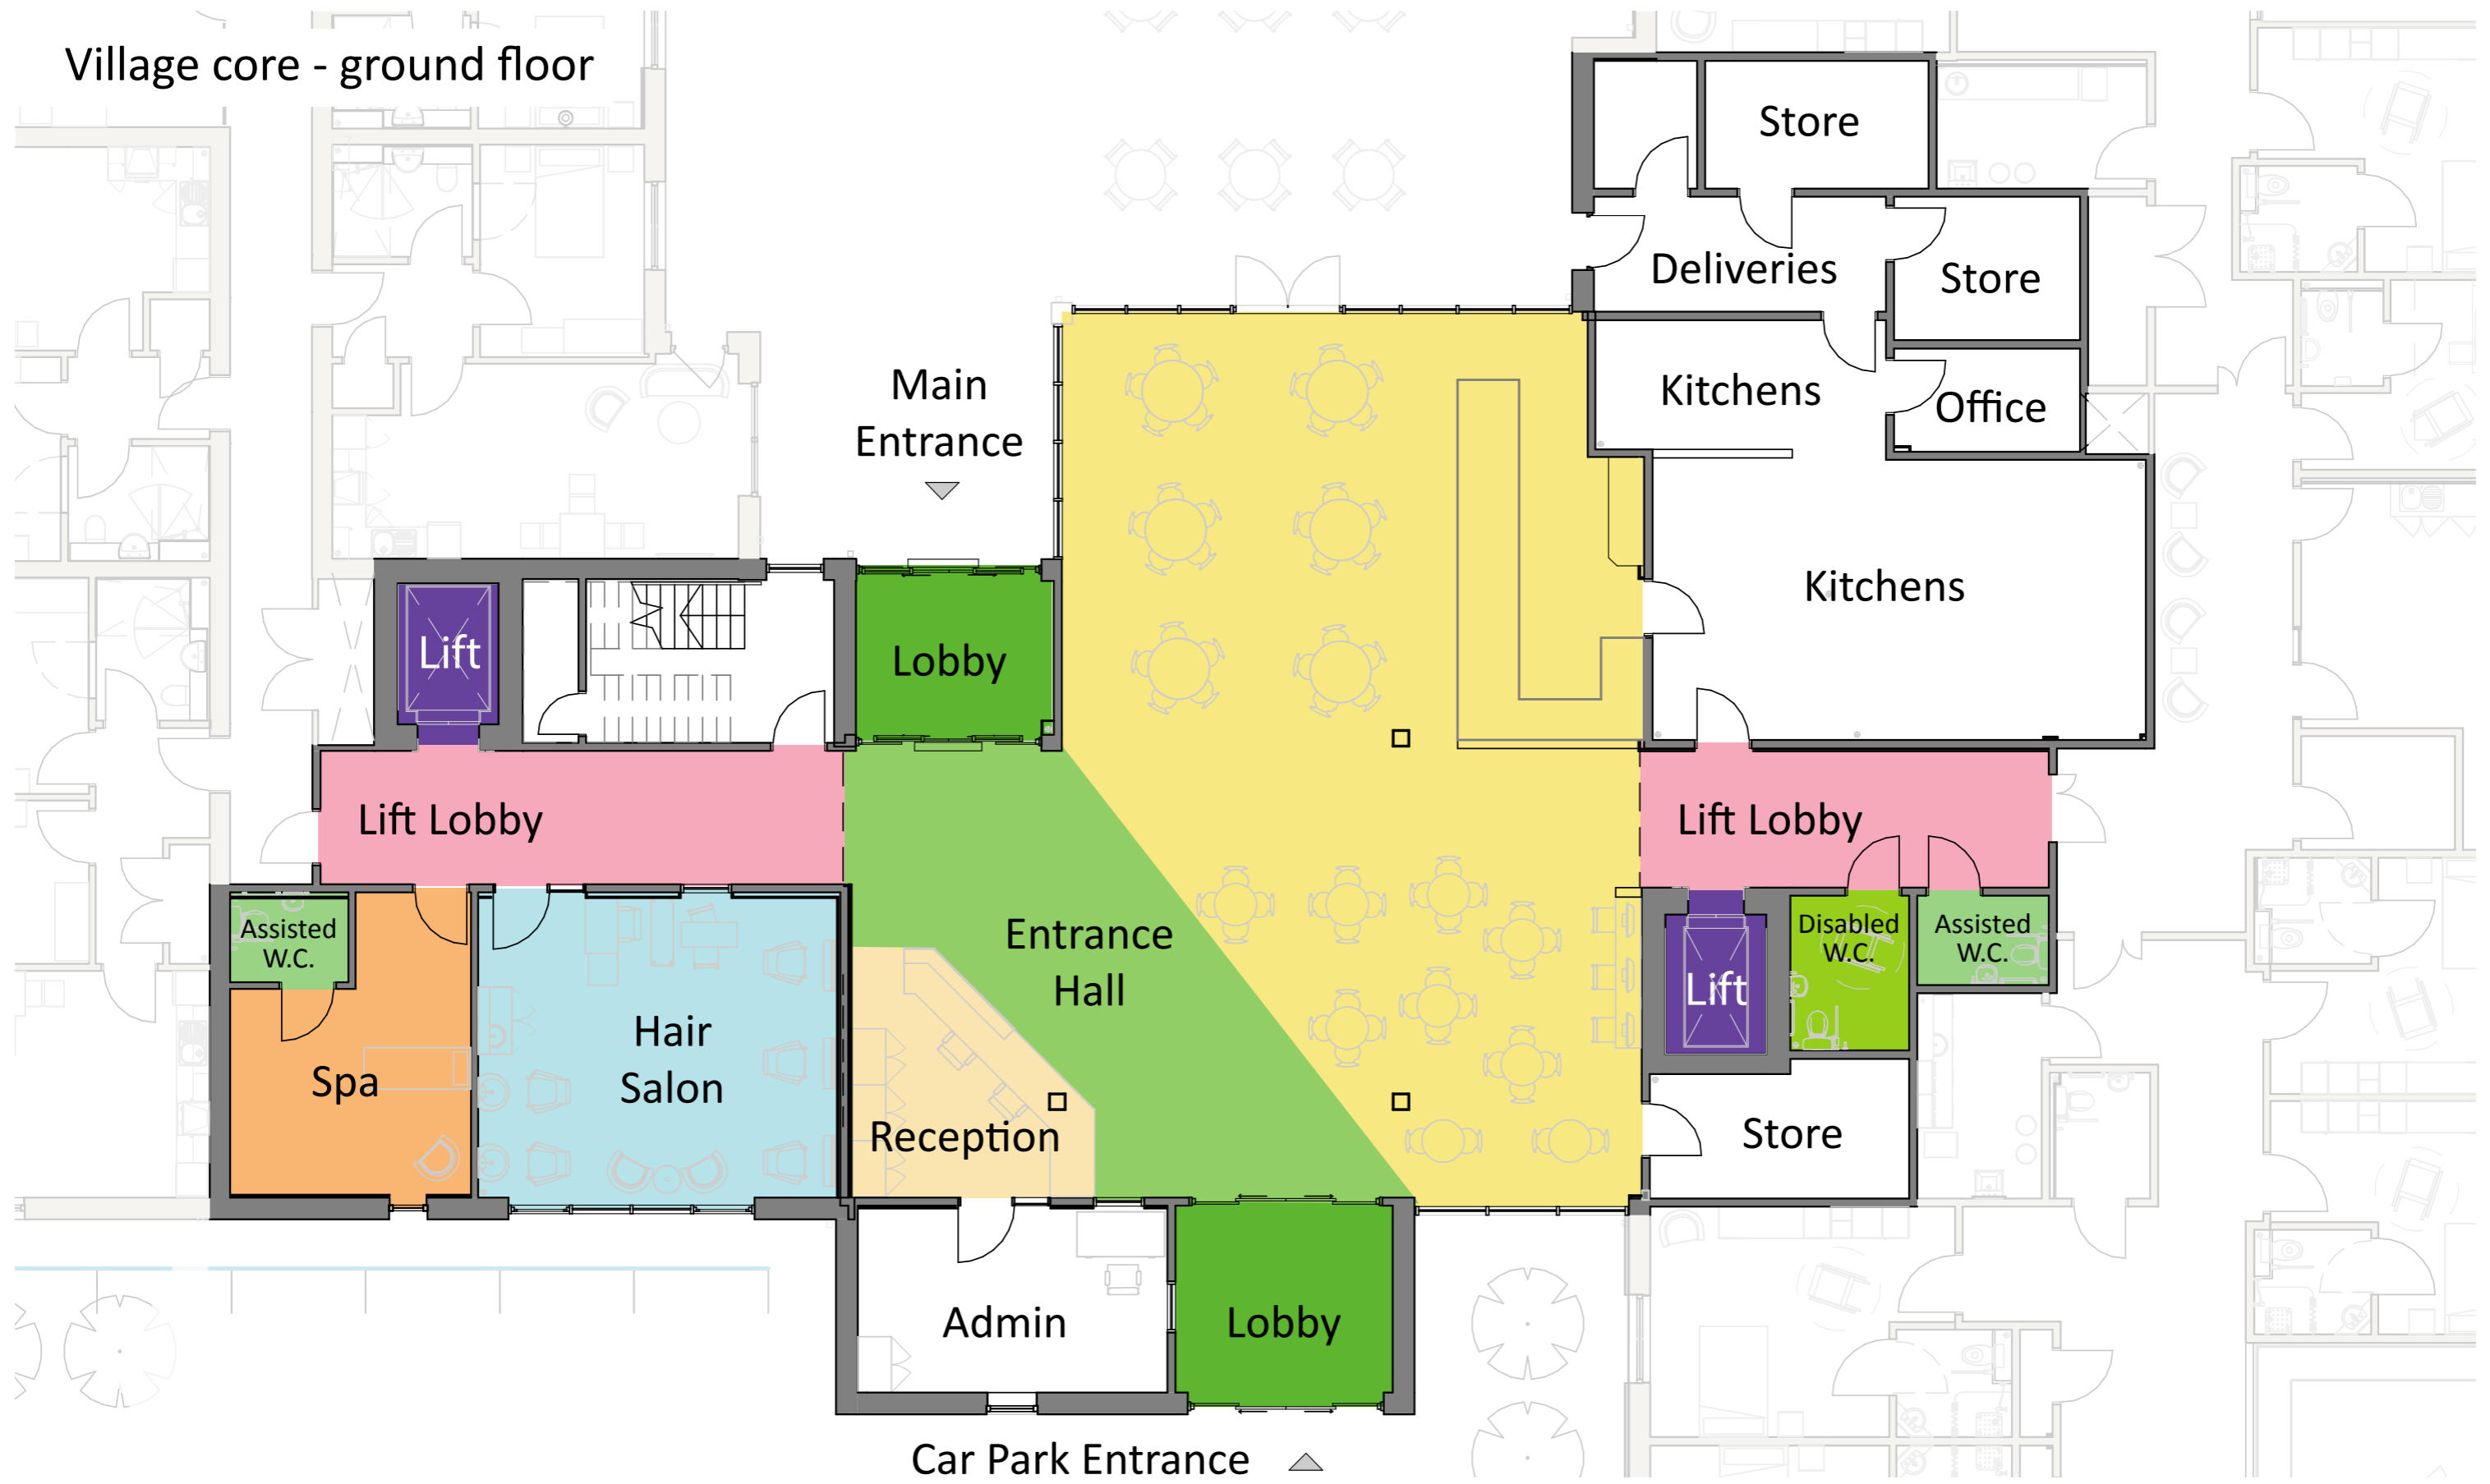 Village core - ground floor
Store
Deliveries
Store
Main
Entrance
Kitchens
Office
Kitchens
Lift
Lobby
Lift Lobby
Lift Lobby
Assisted
W.C.
Entrance
Hall
Disabled
W.C.
Assisted
W.C.
Lift
Hair
Salon
Spa
Reception
Store
Admin
Lobby
Car Park Entrance